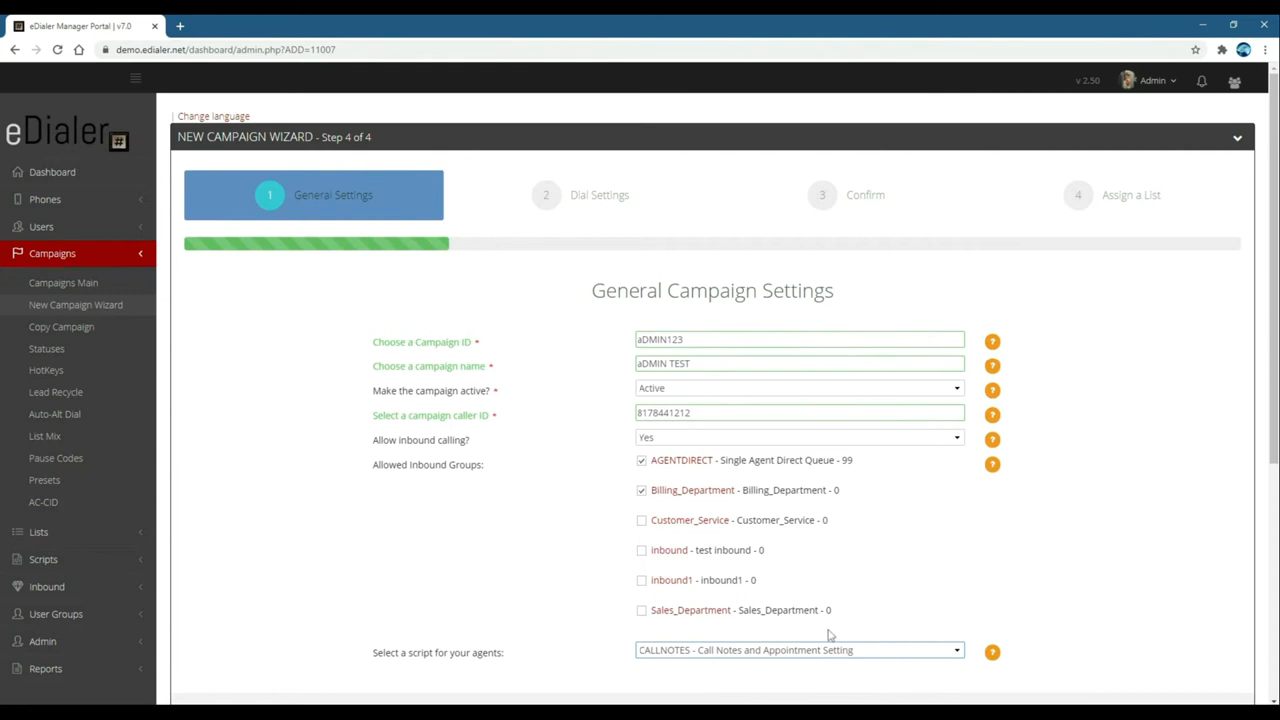 eDialer Manager Portal | v7.0
demo.edialer.net/dashboard/admin.php?ADD=11007
v 2.50 Admin
eDialer #
Dashboard
Phones
Users
Campaigns
Campaigns Main
New Campaign Wizard
Copy Campaign
Statuses
HotKeys
Lead Recycle
Auto-Alt Dial
List Mix
Pause Codes
Presets
AC-CID
Lists
Scripts
Inbound
User Groups
Admin
Reports
| Change language
NEW CAMPAIGN WIZARD - Step 4 of 4
1 General Settings
2 Dial Settings
3 Confirm
4 Assign a List
General Campaign Settings
Choose a Campaign ID * aDMIN123 ?
Choose a campaign name * aDMIN TEST ?
Make the campaign active? * Active ?
Select a campaign caller ID * 8178441212 ?
Allow inbound calling? Yes ?
Allowed Inbound Groups: AGENTDIRECT - Single Agent Direct Queue - 99 ?
Billing_Department - Billing_Department - 0
Customer_Service - Customer_Service - 0
inbound - test inbound - 0
inbound1 - inbound1 - 0
Sales_Department - Sales_Department - 0
Select a script for your agents: CALLNOTES - Call Notes and Appointment Setting ?